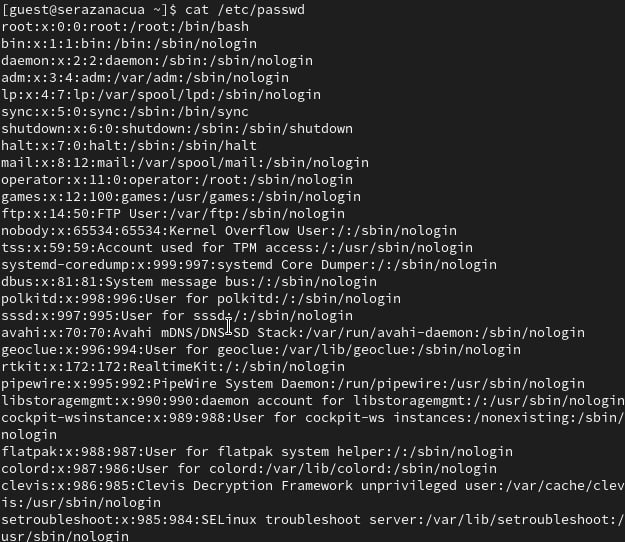 [guest@serazanacua ~]$ cat /etc/passwd
root:x:0:0:root:/root:/bin/bash
bin:x:1:1:bin:/bin:/sbin/nologin
daemon:x:2:2:daemon:/sbin:/sbin/nologin
adm:x:3:4:adm:/var/adm:/sbin/nologin
lp:x:4:7:lp:/var/spool/lpd:/sbin/nologin
sync:x:5:0:sync:/sbin:/bin/sync
shutdown:x:6:0:shutdown:/sbin:/sbin/shutdown
halt:x:7:0:halt:/sbin:/sbin/halt
mail:x:8:12:mail:/var/spool/mail:/sbin/nologin
operator:x:11:0:operator:/root:/sbin/nologin
games:x:12:100:games:/usr/games:/sbin/nologin
ftp:x:14:50:FTP User:/var/ftp:/sbin/nologin
nobody:x:65534:65534:Kernel Overflow User:/:/sbin/nologin
tss:x:59:59:Account used for TPM access:/:/usr/sbin/nologin
systemd-coredump:x:999:997:systemd Core Dumper:/:/sbin/nologin
dbus:x:81:81:System message bus:/:/sbin/nologin
polkitd:x:998:996:User for polkitd:/:/sbin/nologin
sssd:x:997:995:User for sssd:/:/sbin/nologin
avahi:x:70:70:Avahi mDNS/DNS-SD Stack:/var/run/avahi-daemon:/sbin/nologin
geoclue:x:996:994:User for geoclue:/var/lib/geoclue:/sbin/nologin
rtkit:x:172:172:RealtimeKit:/:/sbin/nologin
pipewire:x:995:992:PipeWire System Daemon:/run/pipewire:/usr/sbin/nologin
libstoragemgmt:x:990:990:daemon account for libstoragemgmt:/:/usr/sbin/nologin
cockpit-wsinstance:x:989:988:User for cockpit-ws instances:/nonexisting:/sbin/
nologin
flatpak:x:988:987:User for flatpak system helper:/:/sbin/nologin
colord:x:987:986:User for colord:/var/lib/colord:/sbin/nologin
clevis:x:986:985:Clevis Decryption Framework unprivileged user:/var/cache/clev
is:/usr/sbin/nologin
setroubleshoot:x:985:984:SELinux troubleshoot server:/var/lib/setroubleshoot:/
usr/sbin/nologin